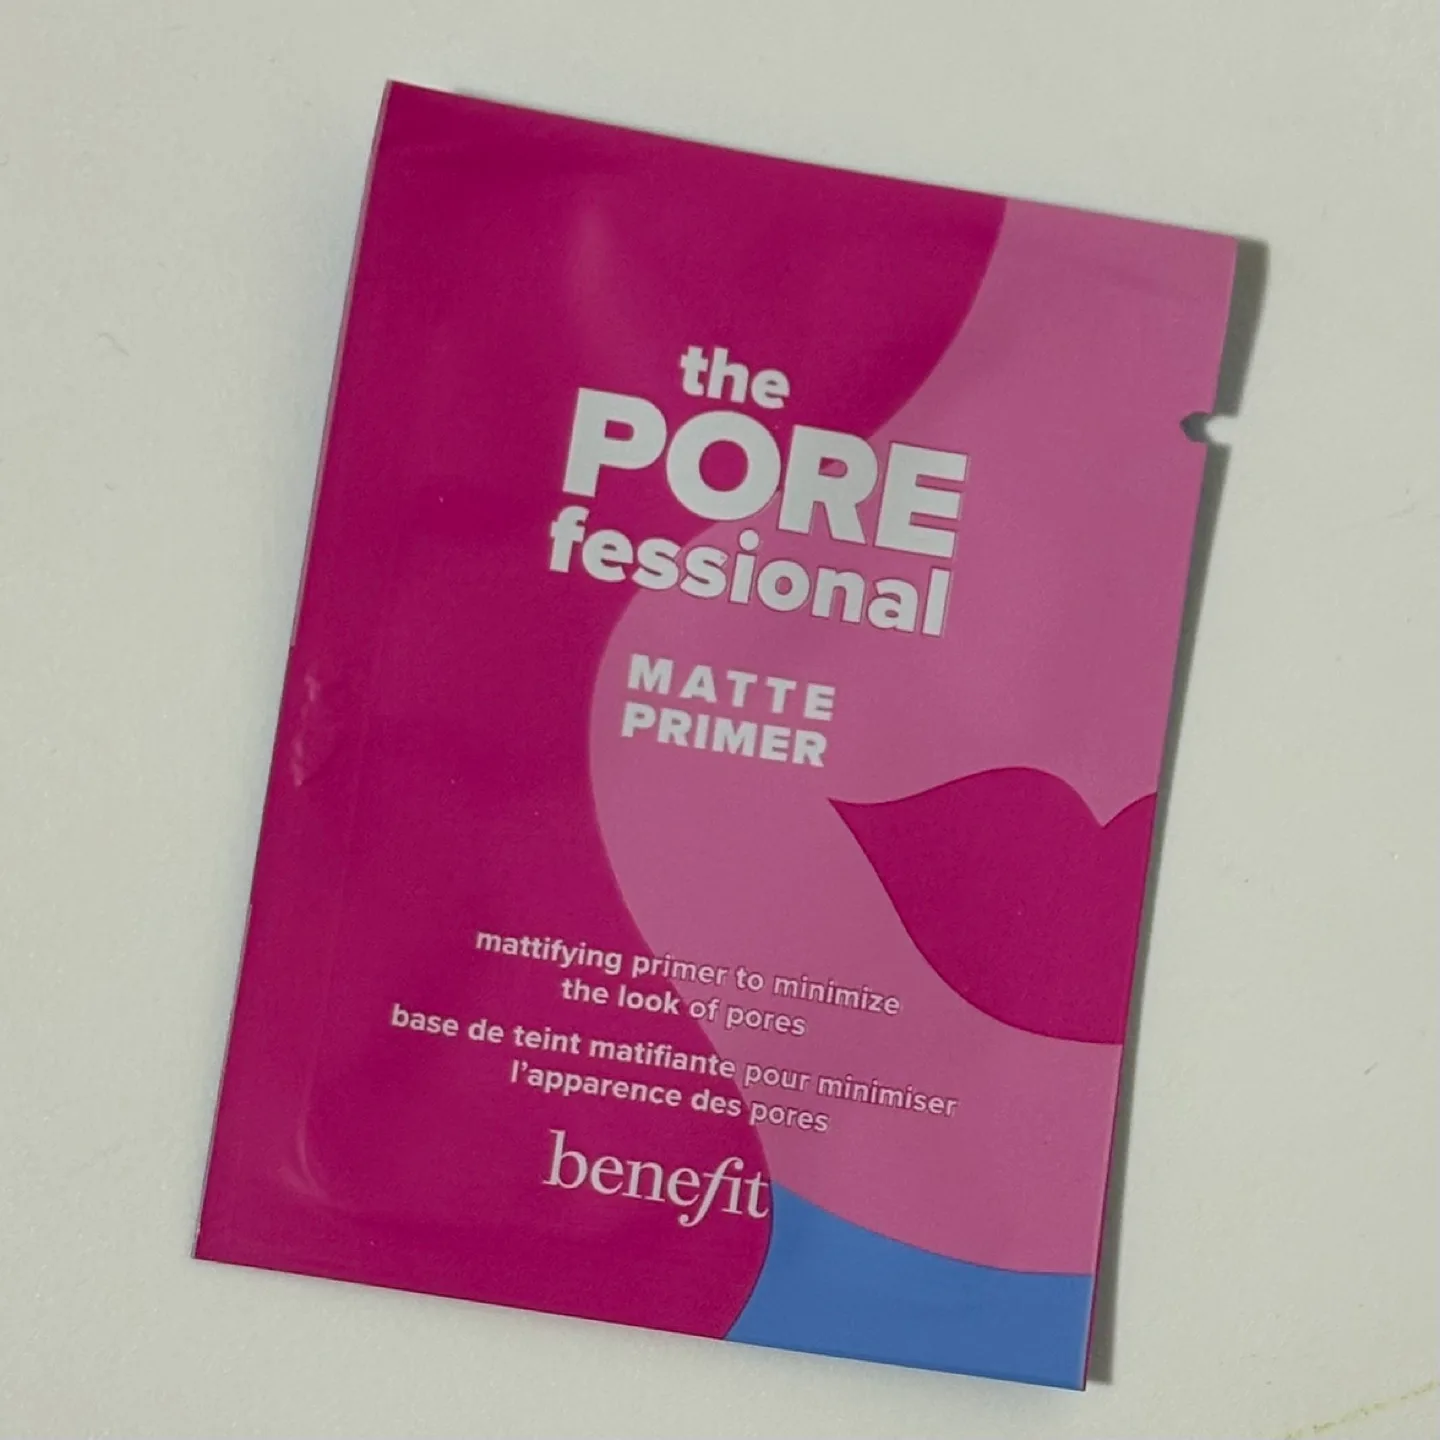 the
PORE
fessional
MATTE
PRIMER
mattifying primer to minimize
the look of pores
base de teint matifiante pour minimiser
l’apparence des pores
benefit